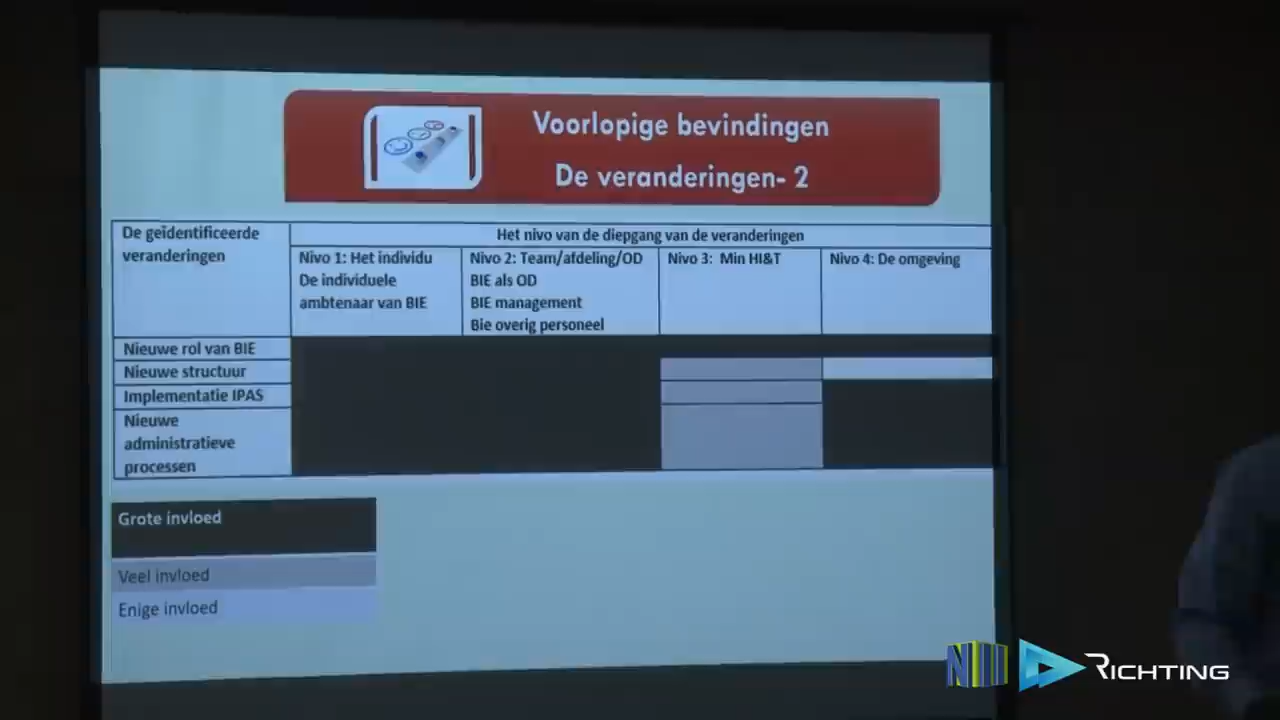 Voorlopige bevindingen
De veranderingen- 2
De geïdentificeerde
veranderingen
Het nivo van de diepgang van de veranderingen
Nivo 1: Het individu
De individuele
ambtenaar van BIE
Nivo 2: Team/afdeling/OD
BIE als OD
BIE management
Bie overig personeel
Nivo 3: Min HI&T
Nivo 4: De omgeving
Nieuwe rol van BIE
Nieuwe structuur
Implementatie IPAS
Nieuwe
administratieve
processen
Grote invloed
Veel invloed
Enige invloed
NII RICHTING